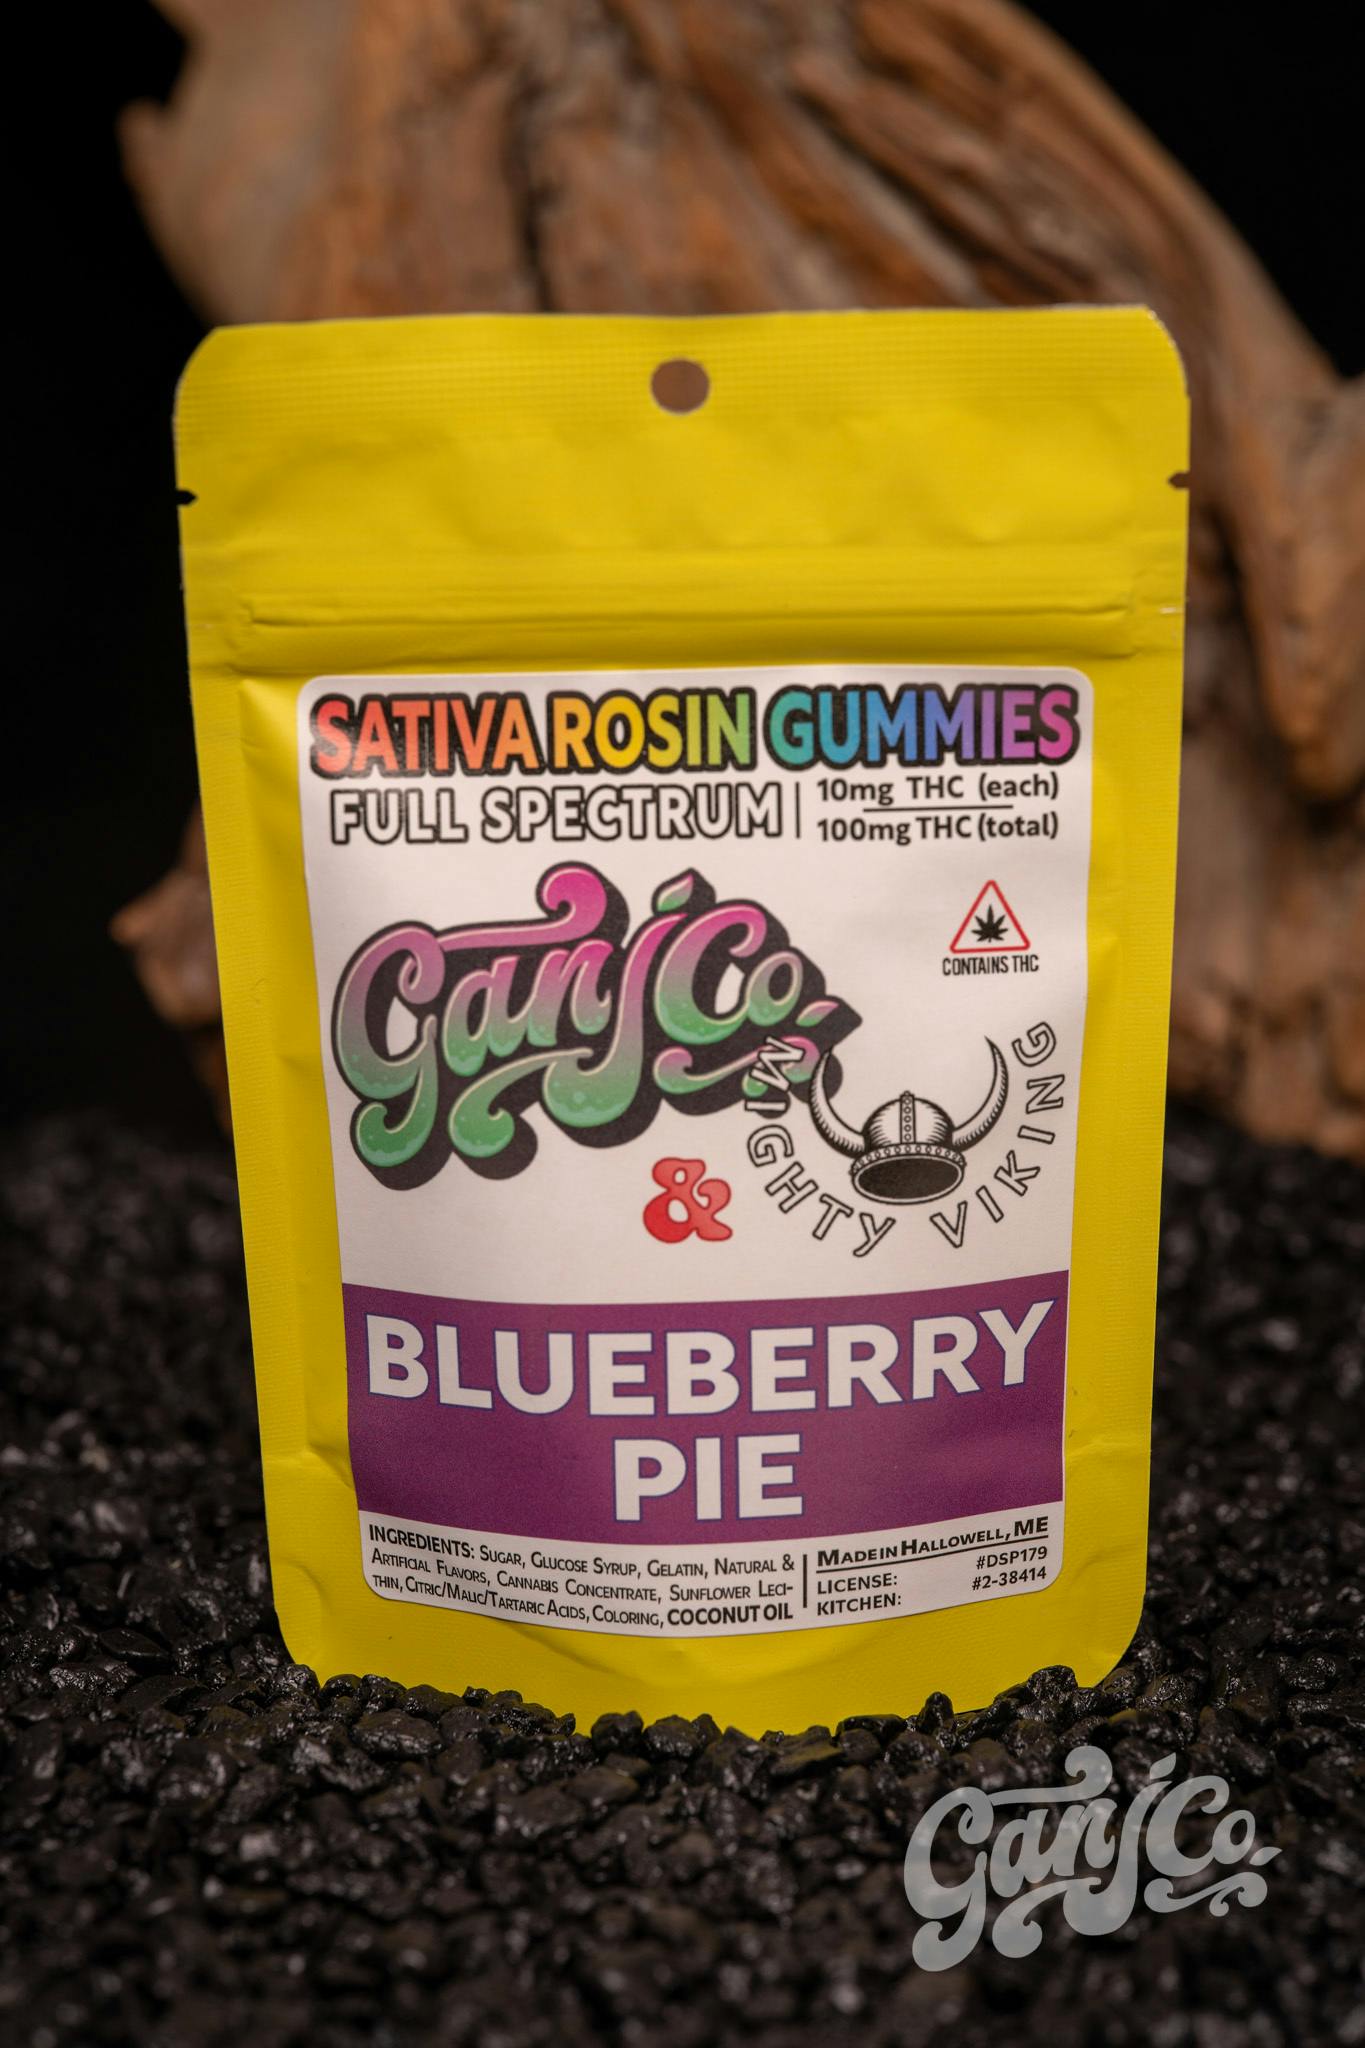 SATIVA ROSIN GUMMIES
FULL SPECTRUM
10mg THC (each)
100mg THC (total)
GanJCo.
CONTAINS THC
&
MIGHTY VIKING
BLUEBERRY
PIE
INGREDIENTS: SUGAR, GLUCOSE SYRUP, GELATIN, NATURAL &
ARTIFICIAL FLAVORS, CANNABIS CONCENTRATE, SUNFLOWER LECI-
THIN, CITRIC/MALIC/TARTARIC ACIDS, COLORING, COCONUT OIL
MADE IN HALLOWELL, ME
LICENSE: #DSP179
KITCHEN: #2-38414
GanJCo.